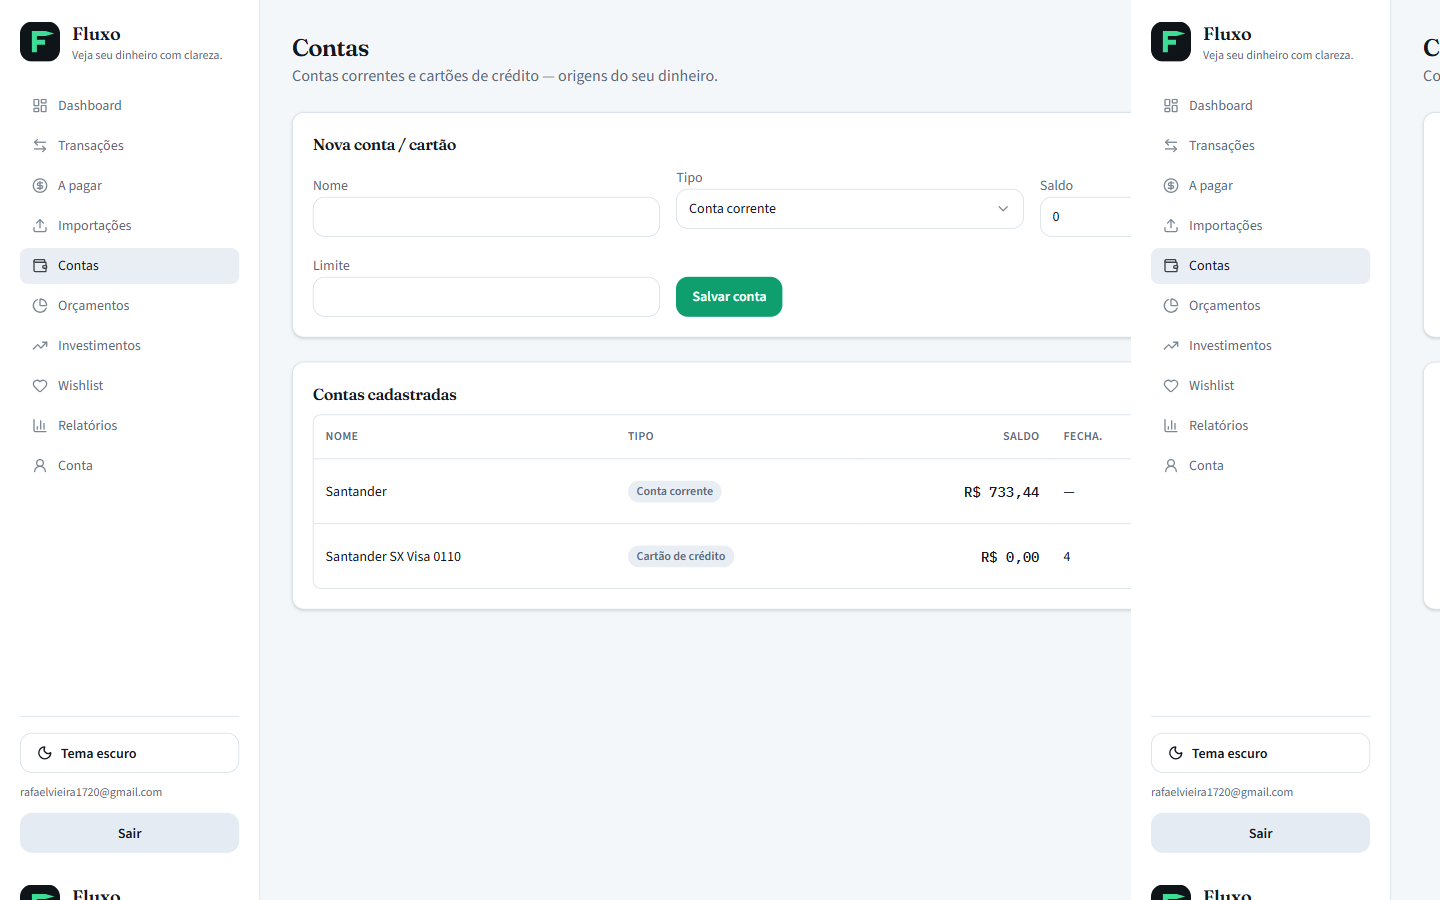 Fluxo
Veja seu dinheiro com clareza.
Dashboard
Transações
A pagar
Importações
Contas
Orçamentos
Investimentos
Wishlist
Relatórios
Conta
Tema escuro
rafaelvieira1720@gmail.com
Sair
Fluxo
Contas
Contas correntes e cartões de crédito — origens do seu dinheiro.
Nova conta / cartão
Nome
Tipo
Saldo
Conta corrente
0
Limite
Salvar conta
Contas cadastradas
NOME TIPO SALDO FECHA.
Santander Conta corrente R$ 733,44 —
Santander SX Visa 0110 Cartão de crédito R$ 0,00 4
Fluxo
Veja seu dinheiro com clareza.
Dashboard
Transações
A pagar
Importações
Contas
Orçamentos
Investimentos
Wishlist
Relatórios
Conta
Tema escuro
rafaelvieira1720@gmail.com
Sair
Fluxo
C
Co